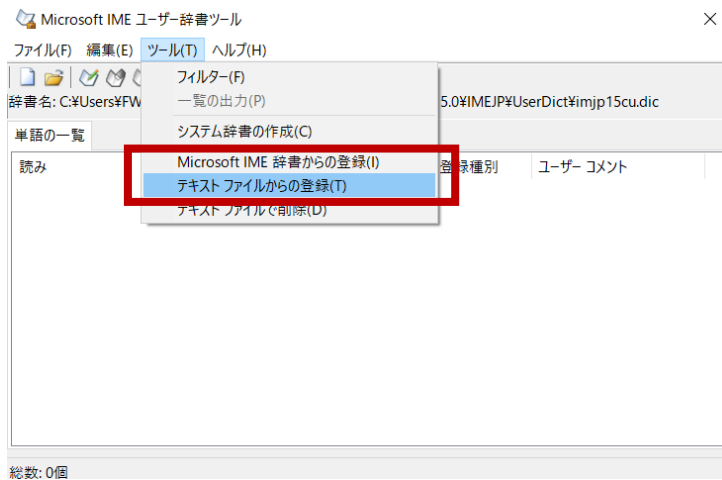 Microsoft IME ユーザー辞書ツール
ファイル(F) 編集(E) ツール(T) ヘルプ(H)
フィルター(F)
辞書名: C:¥Users¥FW 一覧の出力(P) 5.0¥IMEJP¥UserDict¥imjp15cu.dic
単語の一覧 システム辞書の作成(C)
読み Microsoft IME 辞書からの登録(I) 登録種別 ユーザー コメント
テキスト ファイルからの登録(T)
テキスト ファイルで削除(D)
総数: 0個